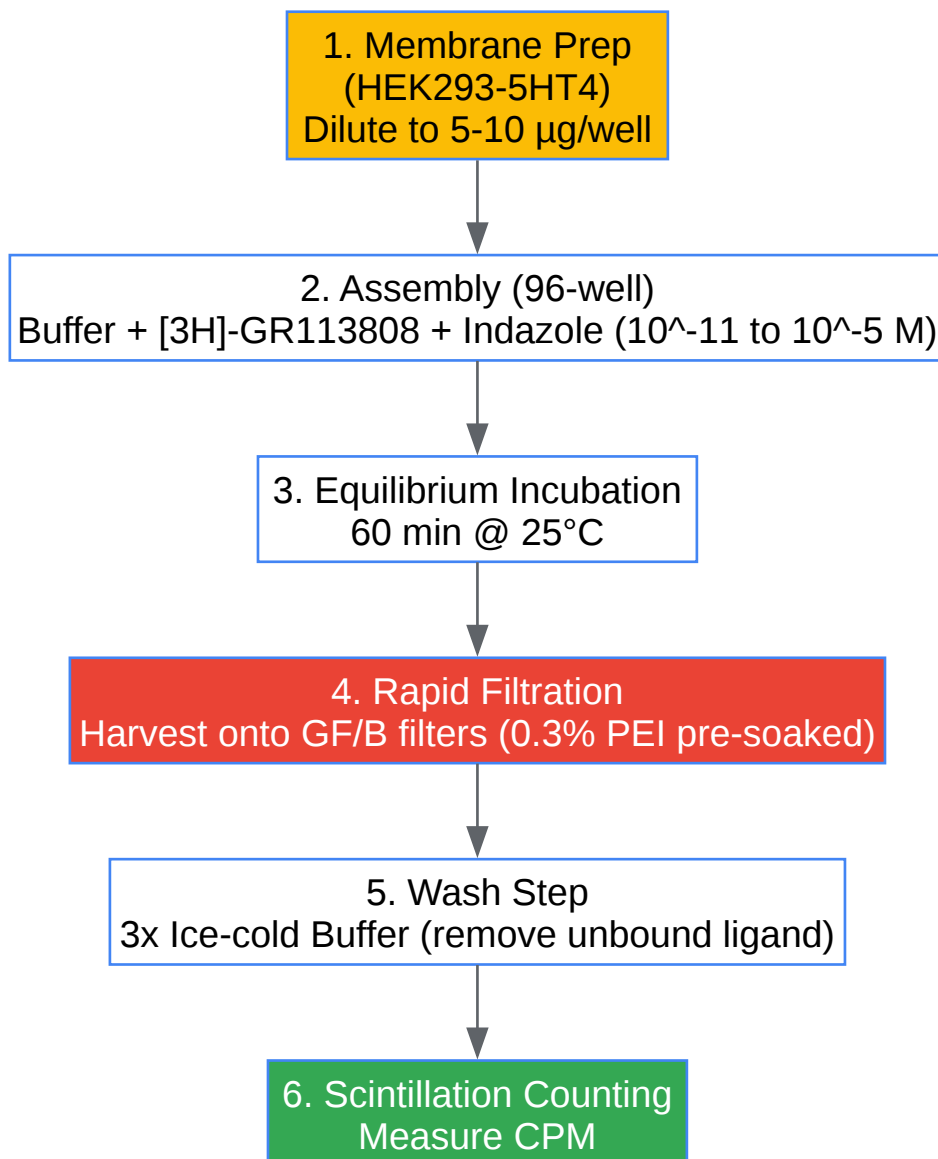 1. Membrane Prep
(HEK293-5HT4)
Dilute to 5-10 µg/well
2. Assembly (96-well)
Buffer + [3H]-GR113808 + Indazole (10^-11 to 10^-5 M)
3. Equilibrium Incubation
60 min @ 25°C
4. Rapid Filtration
Harvest onto GF/B filters (0.3% PEI pre-soaked)
5. Wash Step
3x Ice-cold Buffer (remove unbound ligand)
6. Scintillation Counting
Measure CPM